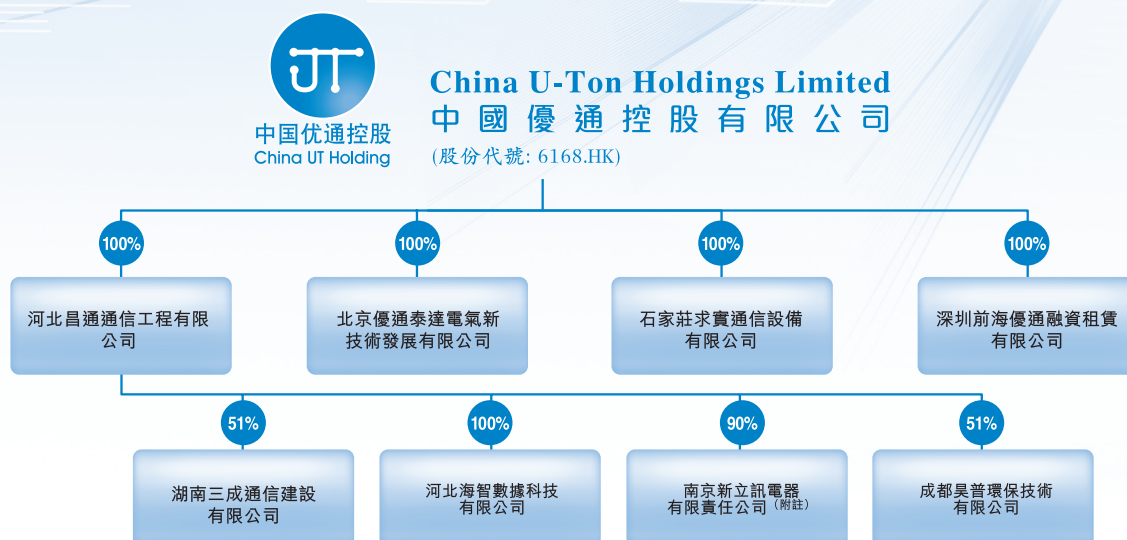 中国优通控股
China UT Holding
China U-Ton Holdings Limited
中國優通控股有限公司
(股份代號: 6168.HK)
100%
100%
100%
100%
河北昌通通信工程有限
公司
北京優通泰達電氣新
技術發展有限公司
石家莊求實通信設備
有限公司
深圳前海優通融資租賃
有限公司
51%
100%
90%
51%
湖南三成通信建設
有限公司
河北海智數據科技
有限公司
南京新立訊電器
有限責任公司（附註）
成都昊普環保技術
有限公司